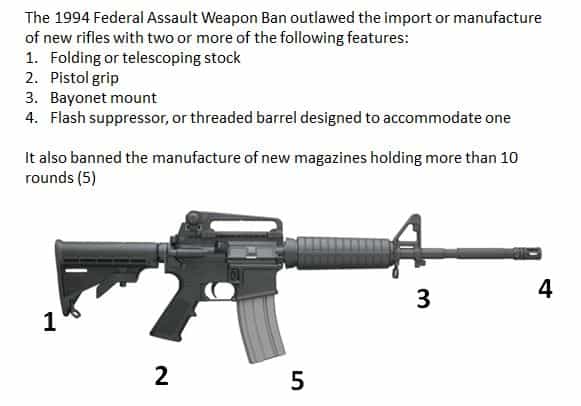 The 1994 Federal Assault Weapon Ban outlawed the import or manufacture
of new rifles with two or more of the following features:
1. Folding or telescoping stock
2. Pistol grip
3. Bayonet mount
4. Flash suppressor, or threaded barrel designed to accommodate one
It also banned the manufacture of new magazines holding more than 10
rounds (5)
1
2
5
3
4